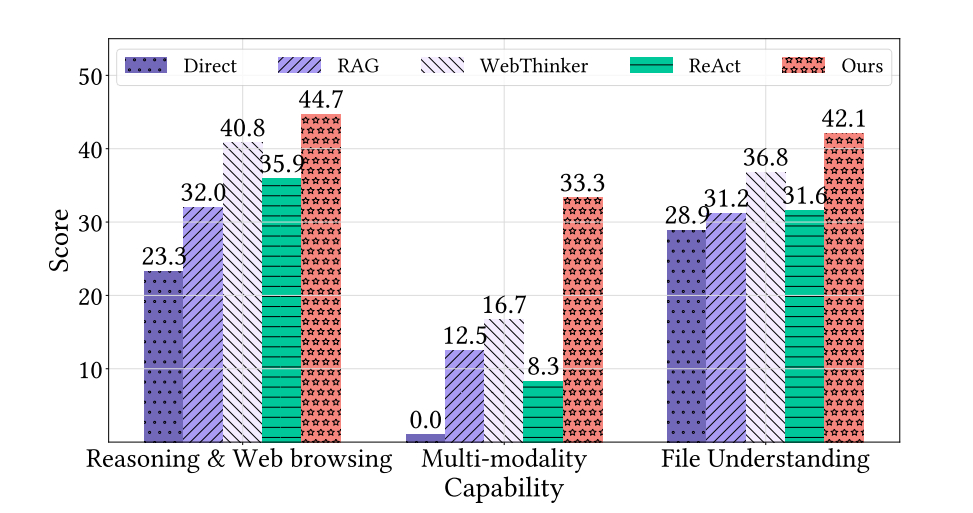 Direct RAG WebThinker ReAct Ours
Score
50
40
30
20
10
23.3 32.0 40.8 35.9 44.7
0.0 12.5 16.7 8.3 33.3
28.9 31.2 36.8 31.6 42.1
Reasoning & Web browsing Multi-modality File Understanding
Capability